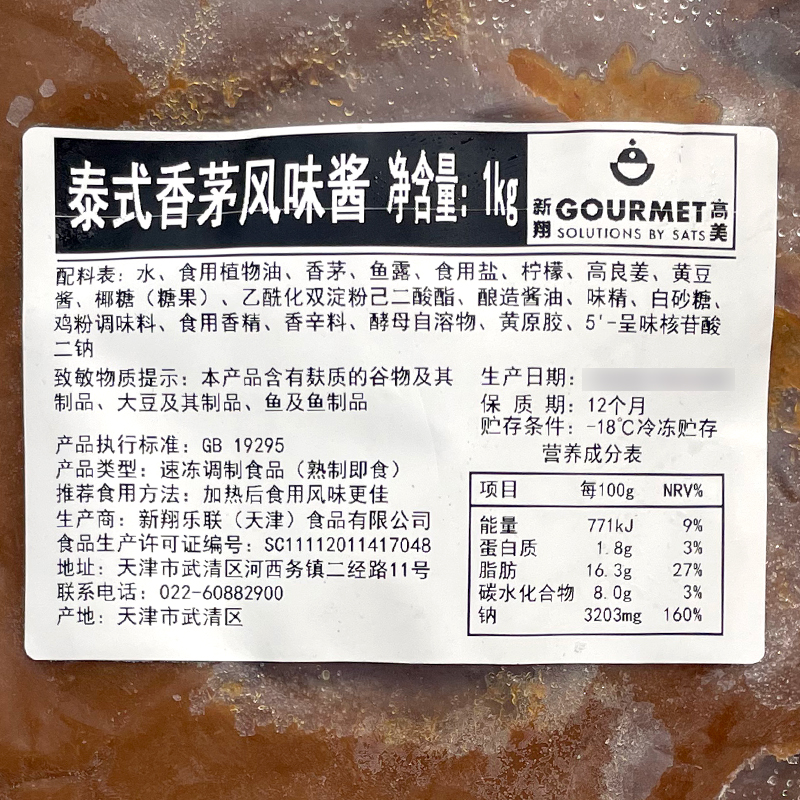 泰式香茅风味酱 净含量：1kg
新翔 GOURMET 高美
SOLUTIONS BY SATS
配料表：水、食用植物油、香茅、鱼露、食用盐、柠檬、高良姜、黄豆
酱、椰糖（糖果）、乙酰化双淀粉己二酸酯、酿造酱油、味精、白砂糖、
鸡粉调味料、食用香精、香辛料、酵母自溶物、黄原胶、5'-呈味核苷酸
二钠
致敏物质提示：本产品含有麸质的谷物及其
制品、大豆及其制品、鱼及鱼制品
生产日期：
保 质 期：12个月
贮存条件：-18℃冷冻贮存
产品执行标准：GB 19295
产品类型：速冻调制食品（熟制即食）
推荐食用方法：加热后食用风味更佳
生产商：新翔乐联（天津）食品有限公司
食品生产许可证编号：SC11112011417048
地址：天津市武清区河西务镇二经路11号
联系电话：022-60882900
产地：天津市武清区
营养成分表
项目 每100g NRV%
能量 771kJ 9%
蛋白质 1.8g 3%
脂肪 16.3g 27%
碳水化合物 8.0g 3%
钠 3203mg 160%